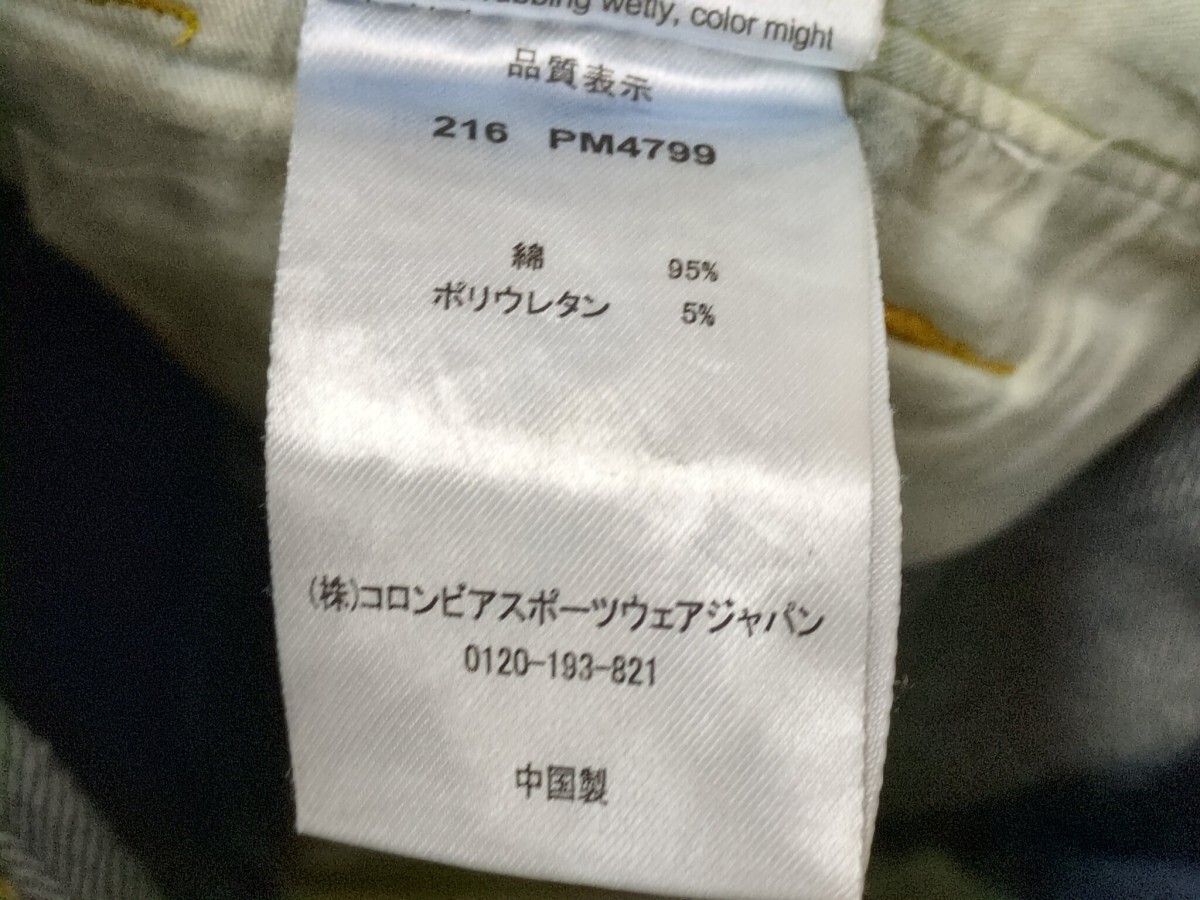 wetly, color might
品質表示
216 PM4799
綿 95%
ポリウレタン 5%
(株)コロンビアスポーツウェアジャパン
0120-193-821
中国製